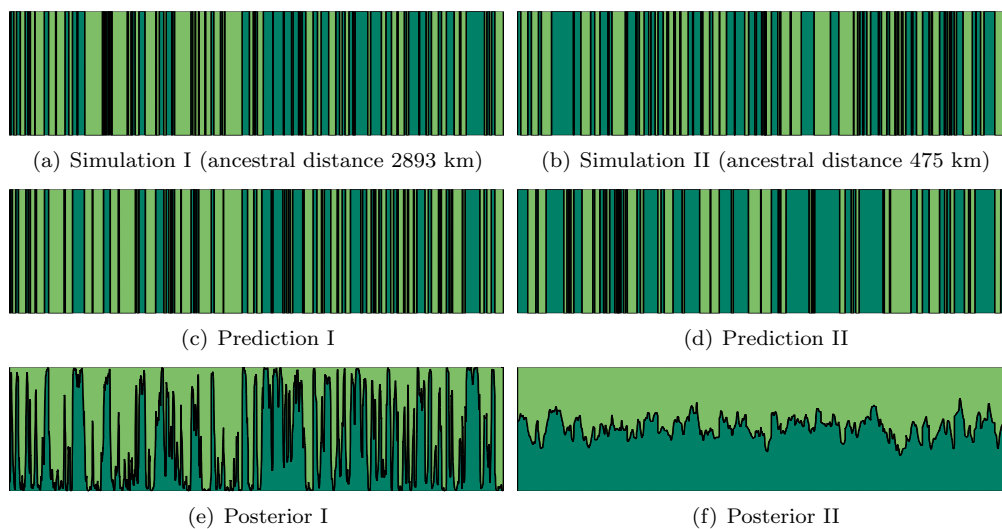 (a) Simulation I (ancestral distance 2893 km)
(b) Simulation II (ancestral distance 475 km)
(c) Prediction I
(d) Prediction II
(e) Posterior I
(f) Posterior II